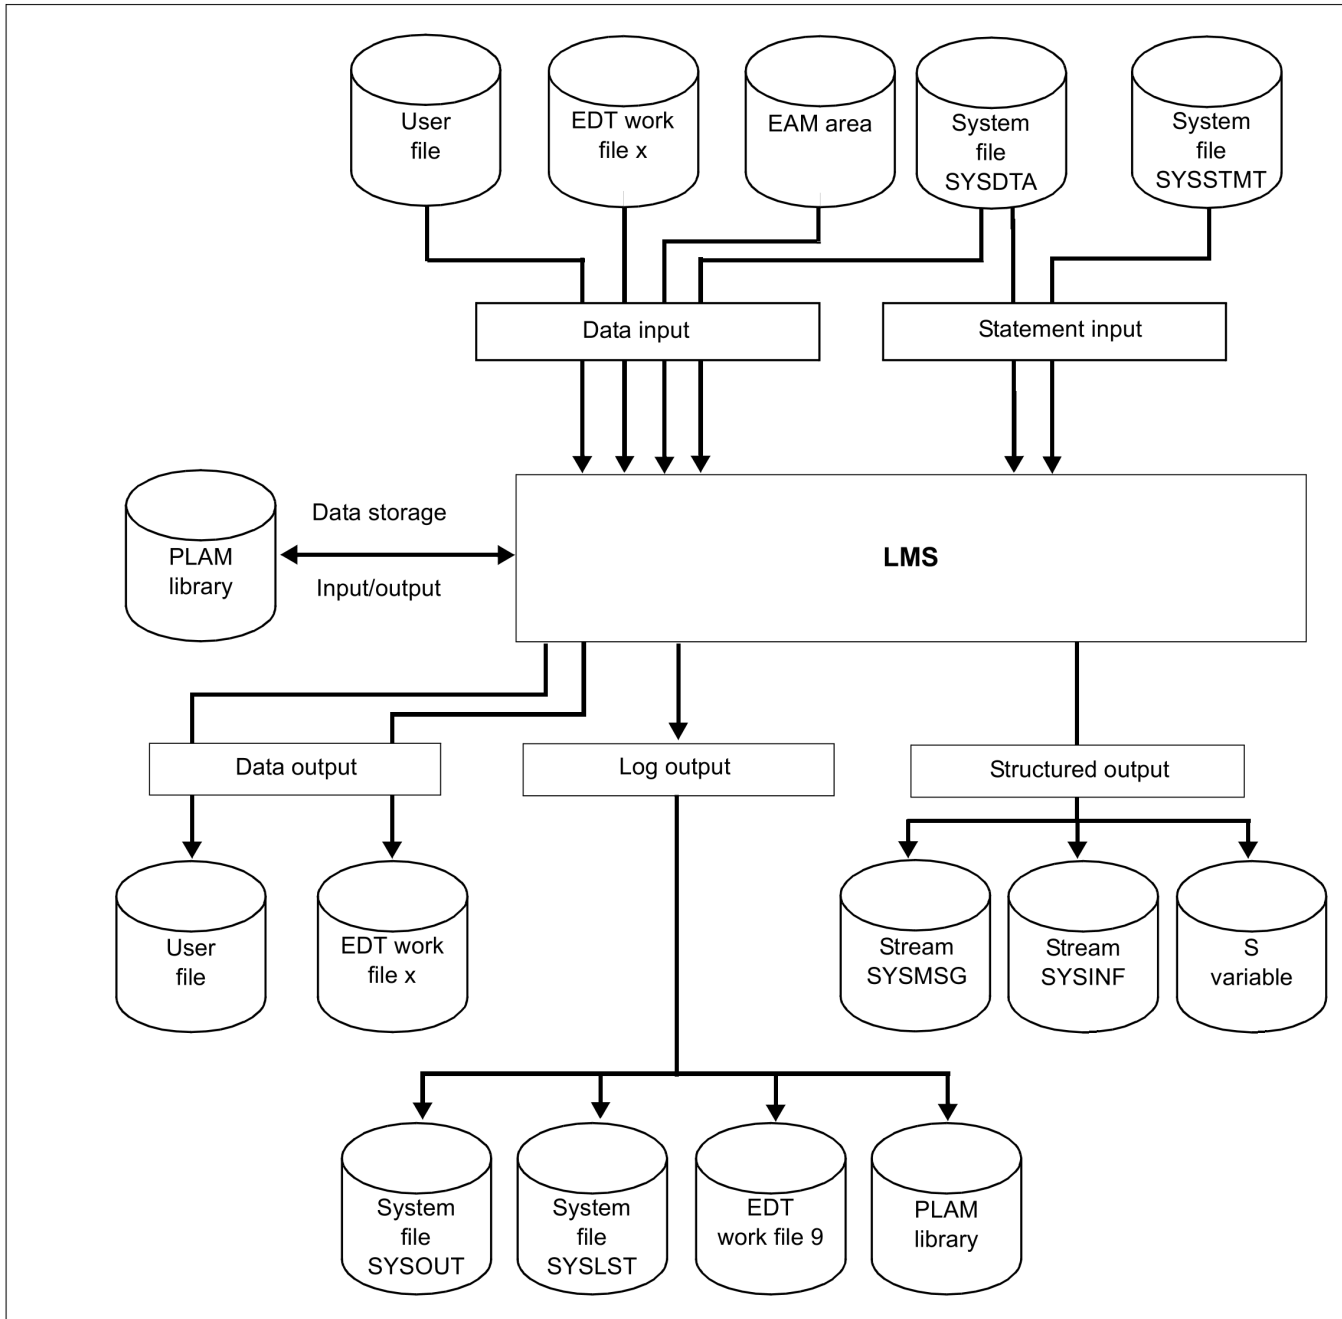 User
file
EDT work
file x
EAM area
System
file
SYSDTA
System
file
SYSSTMT
Data input
Statement input
PLAM
library
Data storage
Input/output
LMS
Data output
Log output
Structured output
User
file
EDT work
file x
Stream
SYSMSG
Stream
SYSINF
S
variable
System
file
SYSOUT
System
file
SYSLST
EDT
work file 9
PLAM
library